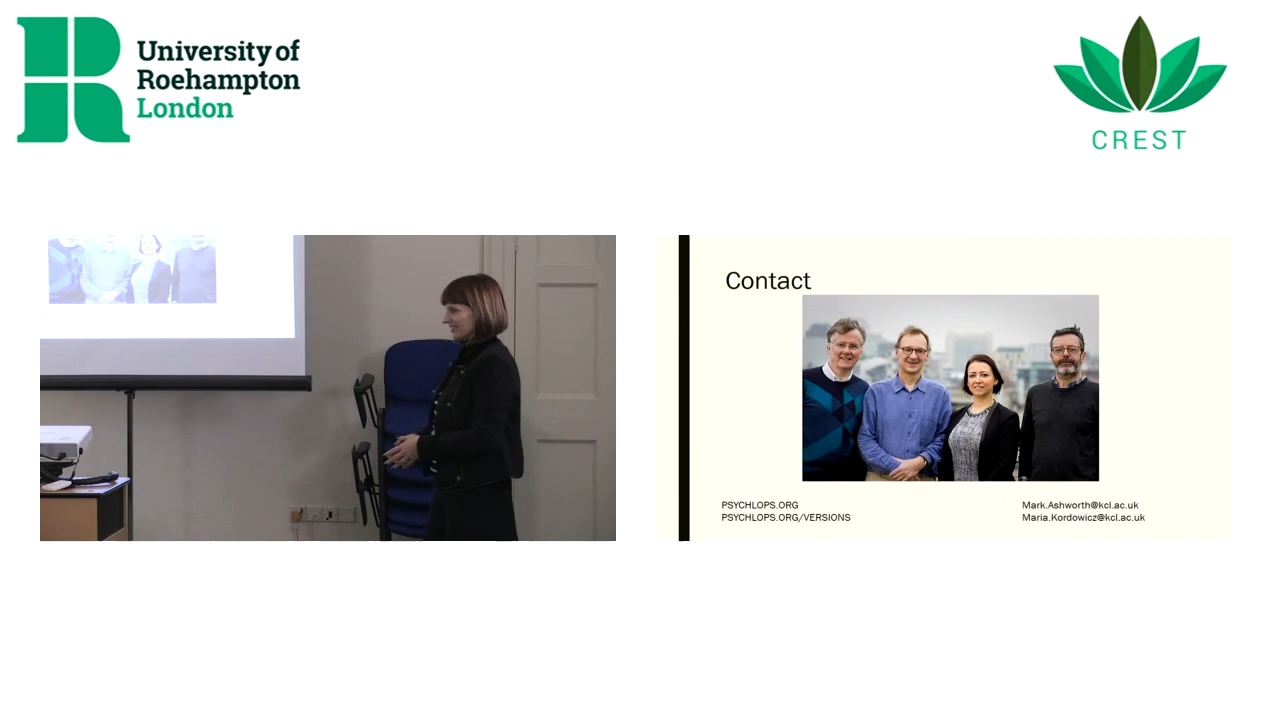 University of
Roehampton
London
CREST
Contact
PSYCHLOPS.ORG
PSYCHLOPS.ORG/VERSIONS
Mark.Ashworth@kcl.ac.uk
Maria.Kordowicz@kcl.ac.uk